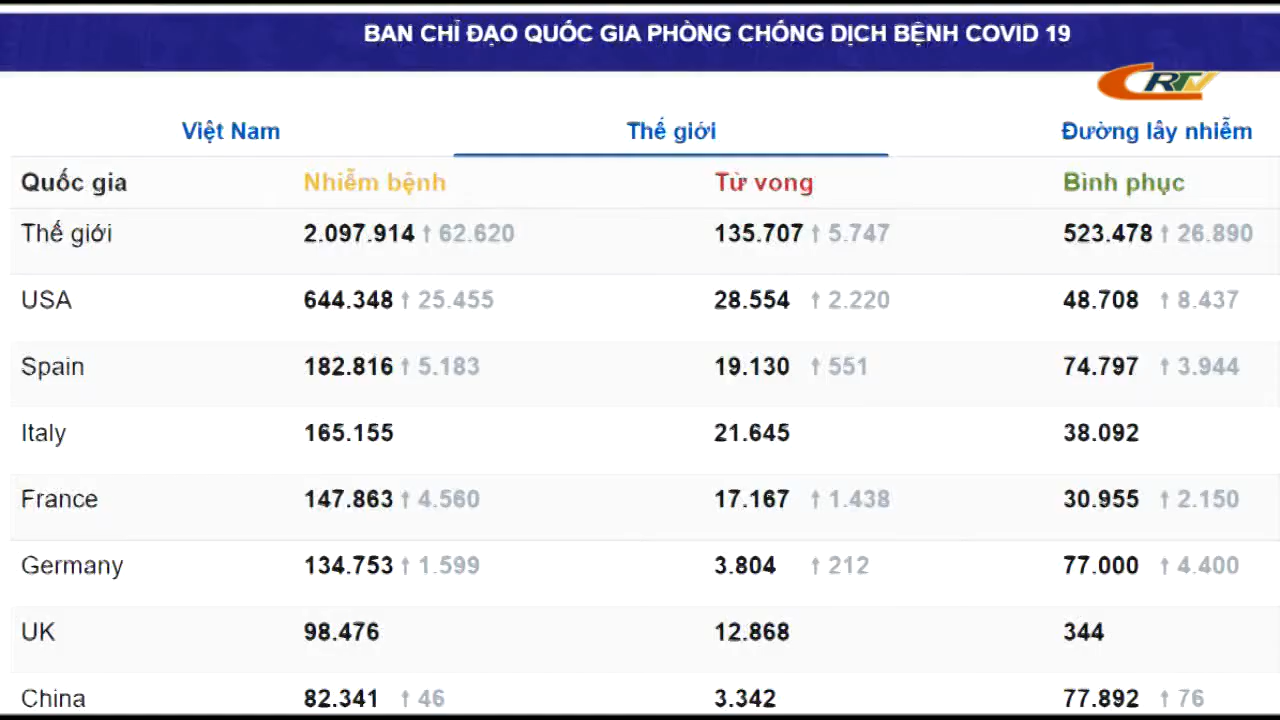 BAN CHỈ ĐẠO QUỐC GIA PHÒNG CHỐNG DỊCH BỆNH COVID 19
CRTV
Việt Nam Thế giới Đường lây nhiễm
Quốc gia Nhiễm bệnh Tử vong Bình phục
Thế giới 2.097.914 ↑ 62.620 135.707 ↑ 5.747 523.478 ↑ 26.890
USA 644.348 ↑ 25.455 28.554 ↑ 2.220 48.708 ↑ 8.437
Spain 182.816 ↑ 5.183 19.130 ↑ 551 74.797 ↑ 3.944
Italy 165.155 21.645 38.092
France 147.863 ↑ 4.560 17.167 ↑ 1.438 30.955 ↑ 2.150
Germany 134.753 ↑ 1.599 3.804 ↑ 212 77.000 ↑ 4.400
UK 98.476 12.868 344
China 82.341 ↑ 46 3.342 77.892 ↑ 76